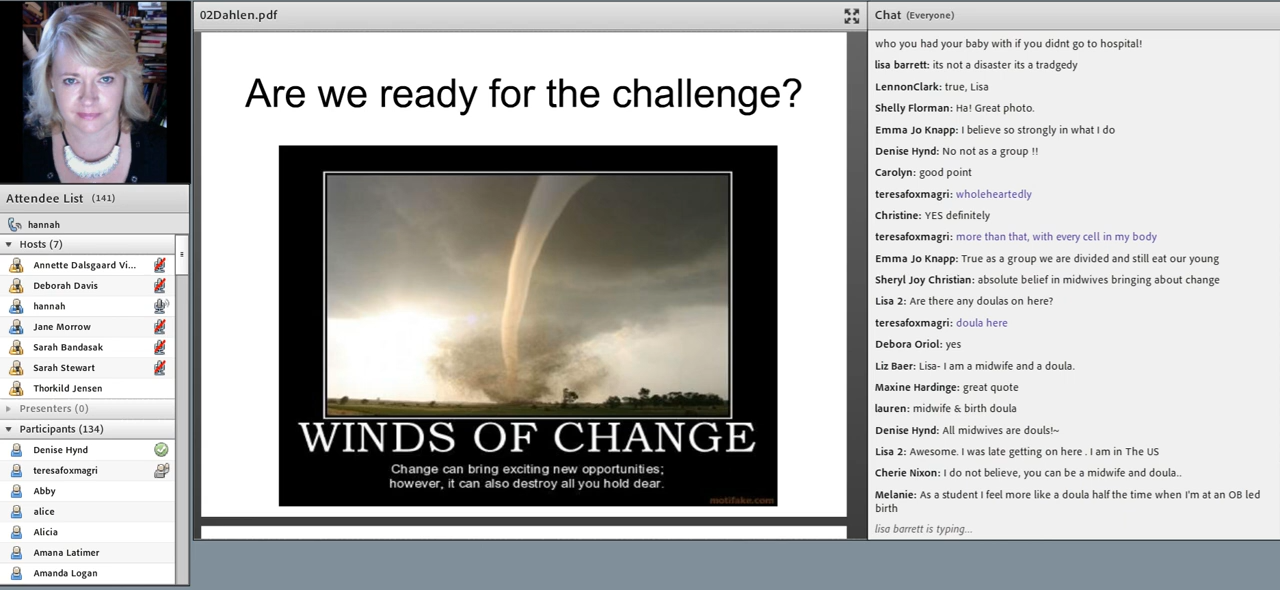 02Dahlen.pdf
Are we ready for the challenge?
WINDS OF CHANGE
Change can bring exciting new opportunities;
however, it can also destroy all you hold dear.
motifake.com
Attendee List (141)
hannah
Hosts (7)
Annette Dalsgaard Vi...
Deborah Davis
hannah
Jane Morrow
Sarah Bandasak
Sarah Stewart
Thorkild Jensen
Presenters (0)
Participants (134)
Denise Hynd
teresafoxmagri
Abby
alice
Alicia
Amana Latimer
Amanda Logan
Chat (Everyone)
who you had your baby with if you didnt go to hospital!
lisa barrett: its not a disaster its a tradgedy
LennonClark: true, Lisa
Shelly Florman: Ha! Great photo.
Emma Jo Knapp: I believe so strongly in what I do
Denise Hynd: No not as a group !!
Carolyn: good point
teresafoxmagri: wholeheartedly
Christine: YES definitely
teresafoxmagri: more than that, with every cell in my body
Emma Jo Knapp: True as a group we are divided and still eat our young
Sheryl Joy Christian: absolute belief in midwives bringing about change
Lisa 2: Are there any doulas on here?
teresafoxmagri: doula here
Debora Oriol: yes
Liz Baer: Lisa- I am a midwife and a doula.
Maxine Hardinge: great quote
lauren: midwife & birth doula
Denise Hynd: All midwives are douls!~
Lisa 2: Awesome. I was late getting on here . I am in The US
Cherie Nixon: I do not believe, you can be a midwife and doula..
Melanie: As a student I feel more like a doula half the time when I'm at an OB led
birth
lisa barrett is typing...